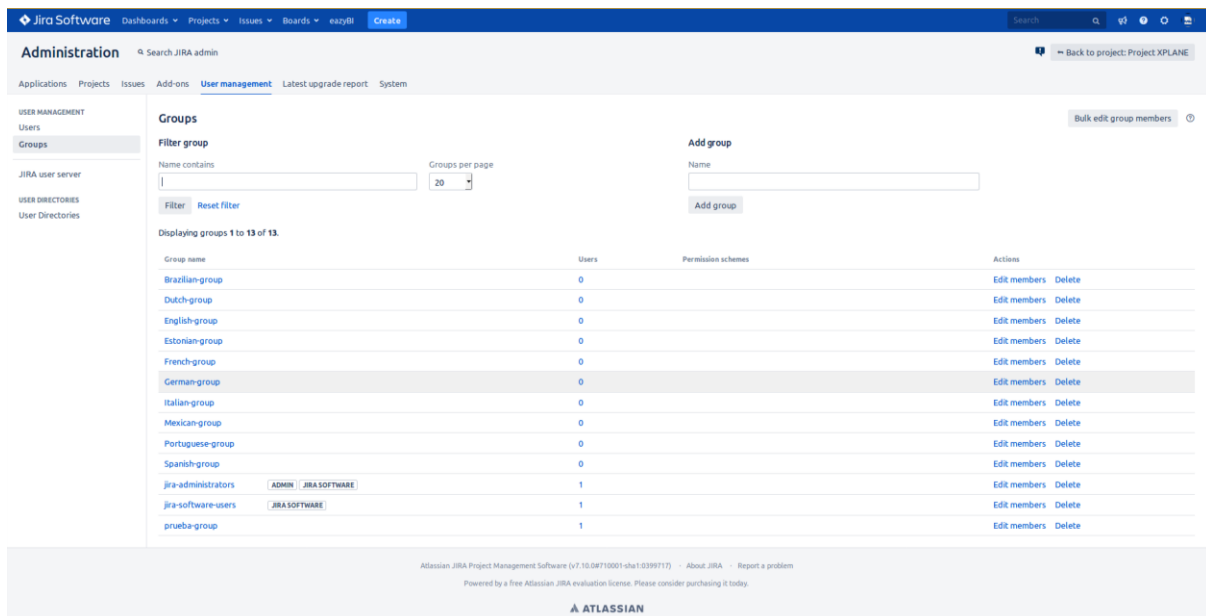 Jira Software Dashboards Projects Issues Boards eazyBI Create Search
Administration Search JIRA admin Back to project: Project XPLANE
Applications Projects Issues Add-ons User management Latest upgrade report System
USER MANAGEMENT
Users
Groups
JIRA user server
USER DIRECTORIES
User Directories
Groups
Bulk edit group members
Filter group
Add group
Name contains Groups per page Name
20
Filter Reset filter Add group
Displaying groups 1 to 13 of 13.
Group name Users Permission schemes Actions
Brazilian-group 0 Edit members Delete
Dutch-group 0 Edit members Delete
English-group 0 Edit members Delete
Estonian-group 0 Edit members Delete
French-group 0 Edit members Delete
German-group 0 Edit members Delete
Italian-group 0 Edit members Delete
Mexican-group 0 Edit members Delete
Portuguese-group 0 Edit members Delete
Spanish-group 0 Edit members Delete
jira-administrators ADMIN JIRA SOFTWARE 1 Edit members Delete
jira-software-users JIRA SOFTWARE 1 Edit members Delete
prueba-group 1 Edit members Delete
Atlassian JIRA Project Management Software (v7.10.0#710001-sha1:0399717) · About JIRA · Report a problem
Powered by a free Atlassian JIRA evaluation license. Please consider purchasing it today.
ATLASSIAN